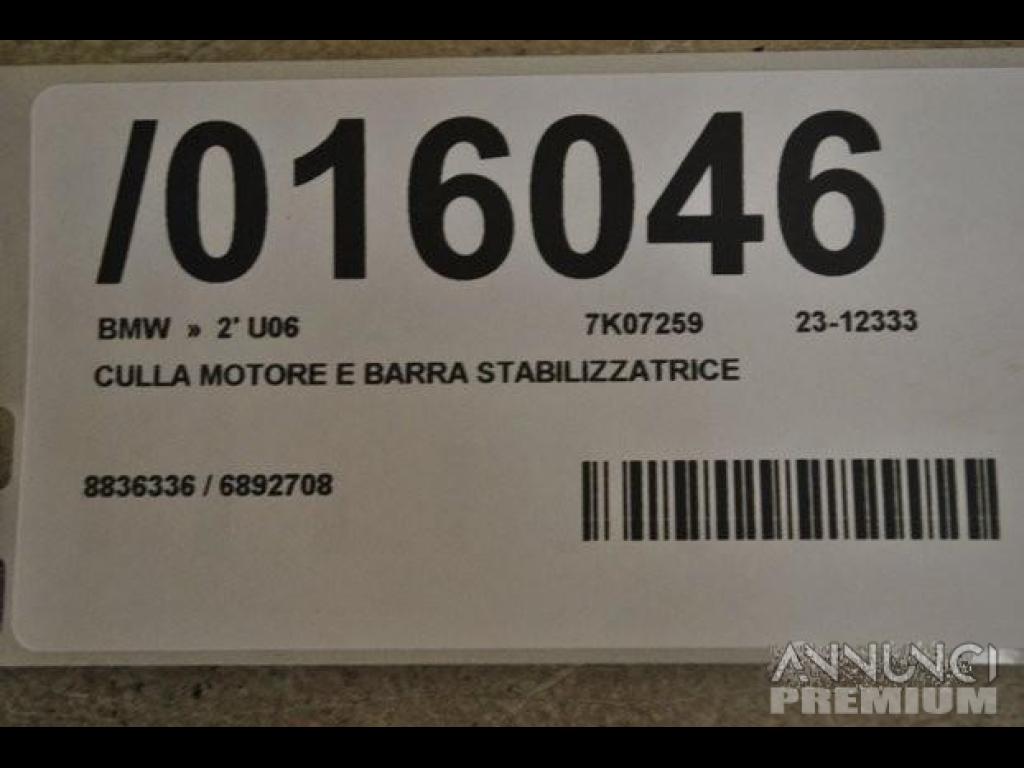 /016046
BMW » 2' U06 7K07259 23-12333
CULLA MOTORE E BARRA STABILIZZATRICE
8836336 / 6892708
ANNUNCI
PREMIUM